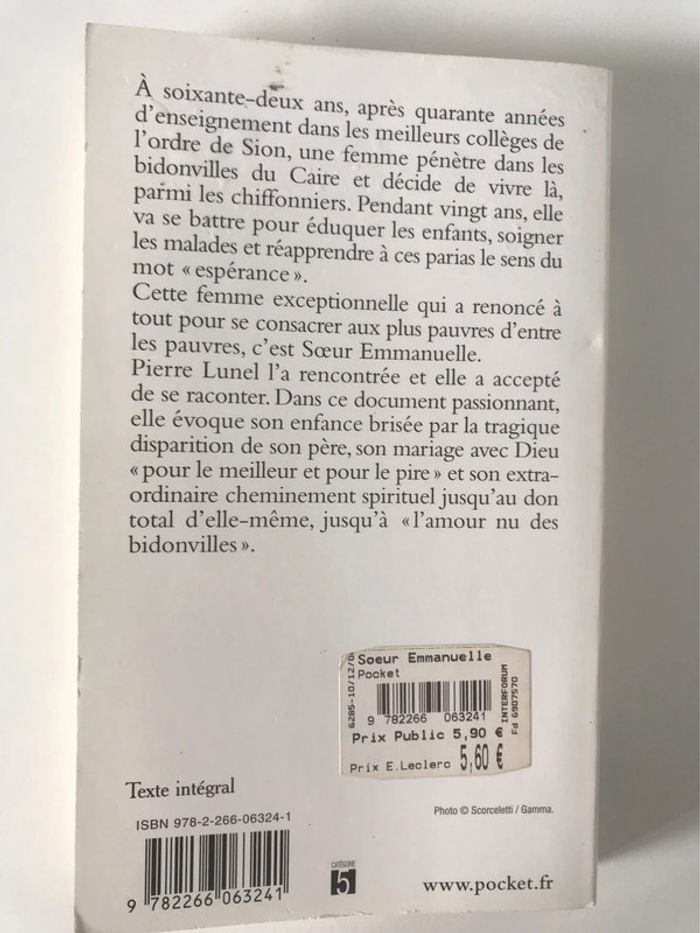 À soixante-deux ans, après quarante années
d'enseignement dans les meilleurs collèges de
l'ordre de Sion, une femme pénètre dans les
bidonvilles du Caire et décide de vivre là,
parmi les chiffonniers. Pendant vingt ans, elle
va se battre pour éduquer les enfants, soigner
les malades et réapprendre à ces parias le sens du
mot « espérance ».
Cette femme exceptionnelle qui a renoncé à
tout pour se consacrer aux plus pauvres d'entre
les pauvres, c'est Sœur Emmanuelle.
Pierre Lunel l'a rencontrée et elle a accepté
de se raconter. Dans ce document passionnant,
elle évoque son enfance brisée par la tragique
disparition de son père, son mariage avec Dieu
« pour le meilleur et pour le pire » et son extra-
ordinaire cheminement spirituel jusqu'au don
total d'elle-même, jusqu'à « l'amour nu des
bidonvilles ».
Soeur Emmanuelle
Pocket
9 782266 063241
Prix Public 5,90 €
Prix E.Leclerc 5,60 €
INTERFORUM
Fd 6907570
Texte intégral
Photo © Scorceletti / Gamma.
ISBN 978-2-266-06324-1
9 782266 063241
CATÉGORIE
5
www.pocket.fr